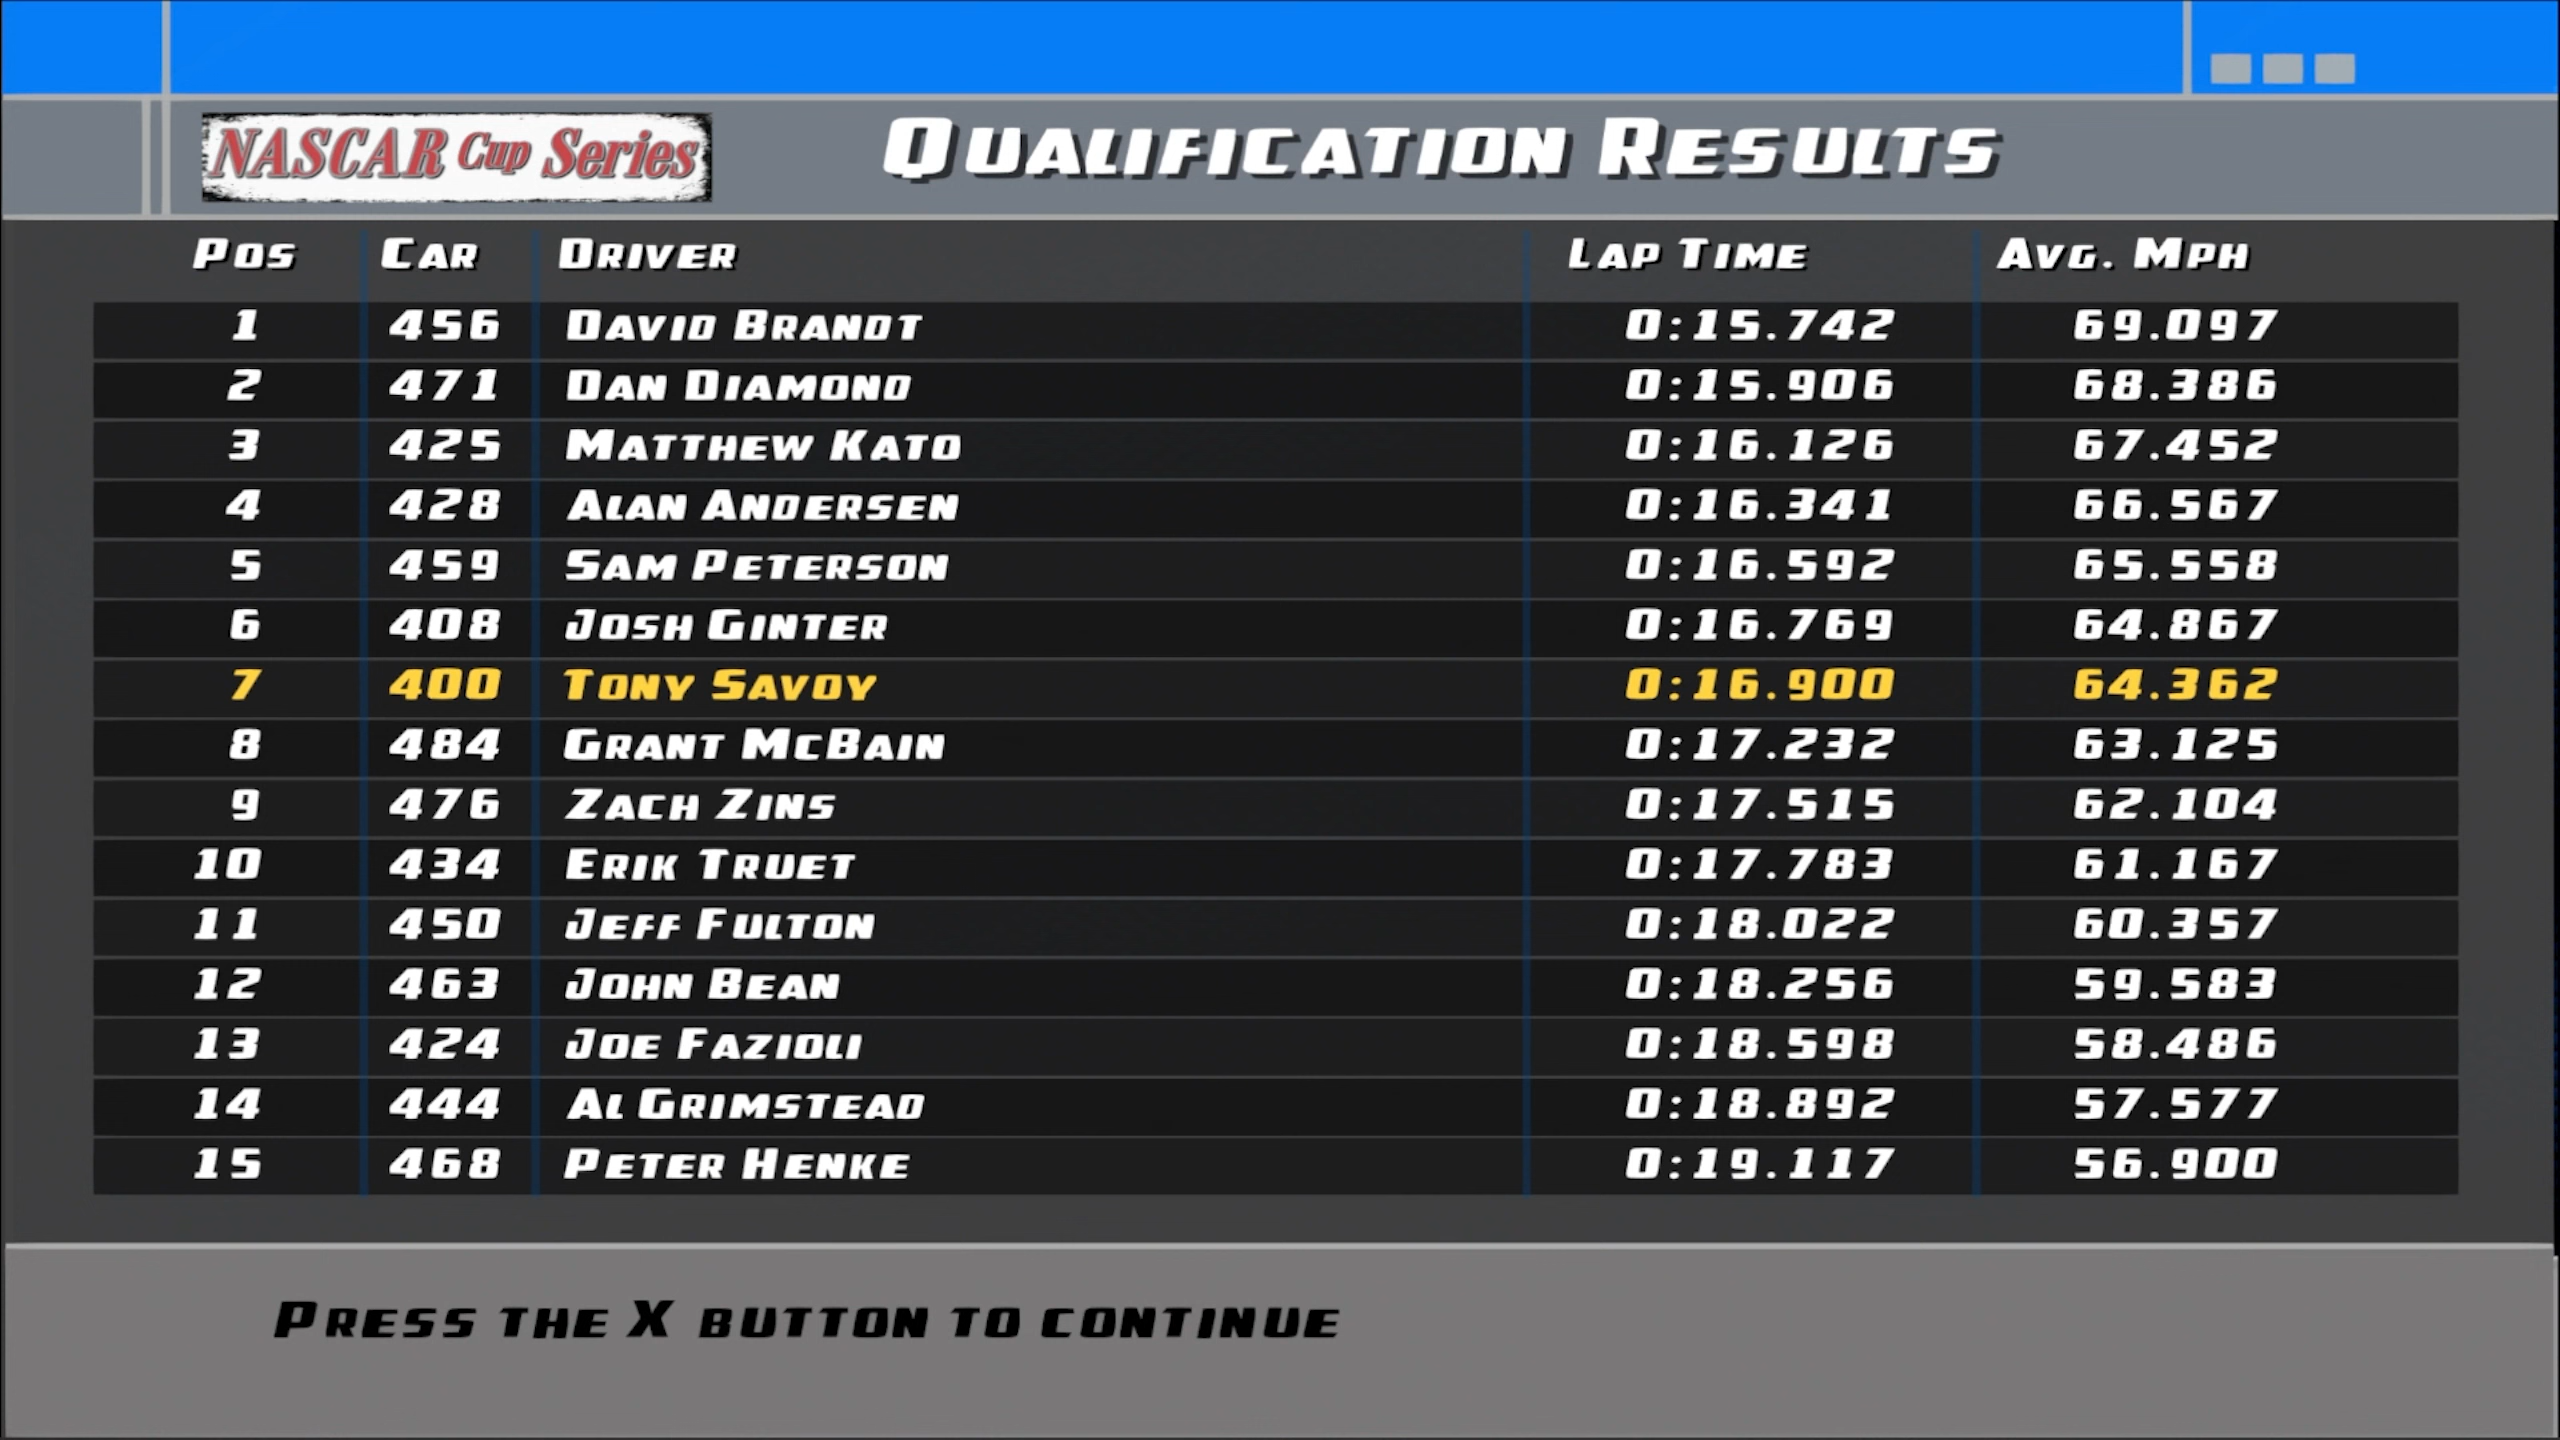 NASCAR Cup Series
Qualification Results
Pos Car Driver Lap Time Avg. Mph
1 456 David Brandt 0:15.742 69.097
2 471 Dan Diamond 0:15.906 68.386
3 425 Matthew Kato 0:16.126 67.452
4 428 Alan Andersen 0:16.341 66.567
5 459 Sam Peterson 0:16.592 65.558
6 408 Josh Ginter 0:16.769 64.867
7 400 Tony Savoy 0:16.900 64.362
8 484 Grant McBain 0:17.232 63.125
9 476 Zach Zins 0:17.515 62.104
10 434 Erik Truet 0:17.783 61.167
11 450 Jeff Fulton 0:18.022 60.357
12 463 John Bean 0:18.256 59.583
13 424 Joe Fazioli 0:18.598 58.486
14 444 Al Grimstead 0:18.892 57.577
15 468 Peter Henke 0:19.117 56.900
Press the X button to continue